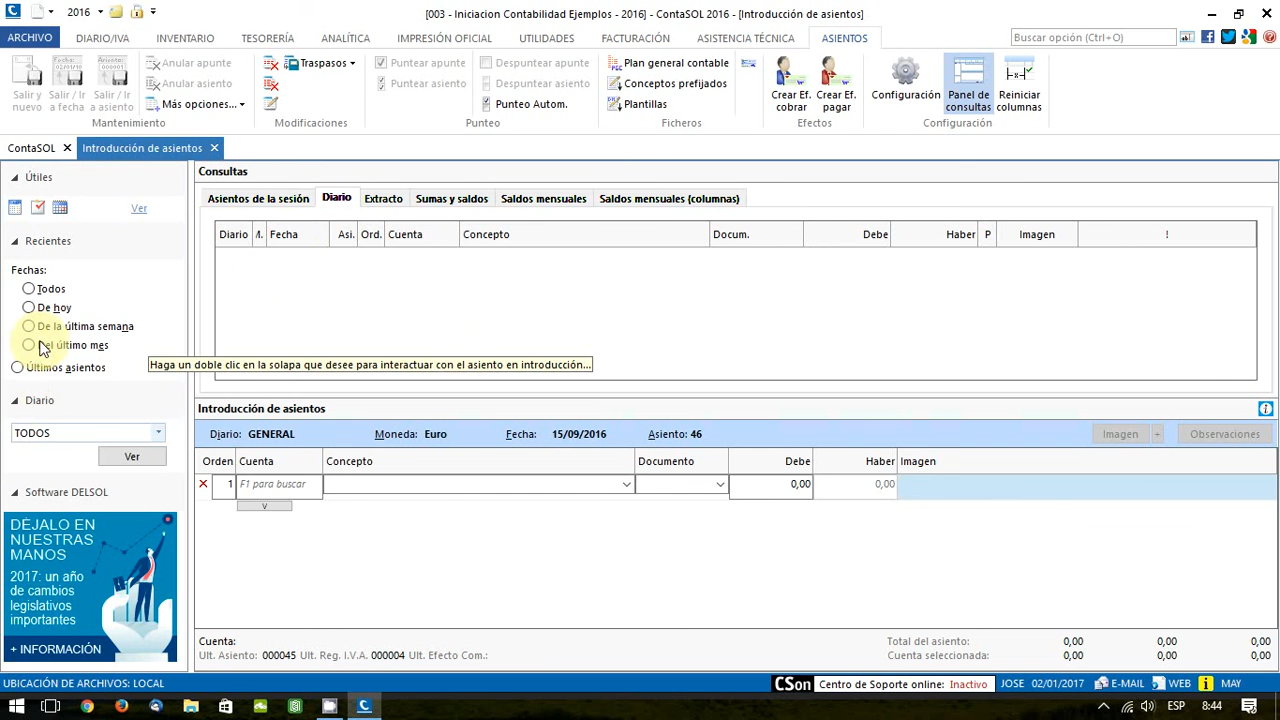 2016
[003 - Iniciacion Contabilidad Ejemplos - 2016] - ContaSOL 2016 - [Introducción de asientos]
ARCHIVO DIARIO/IVA INVENTARIO TESORERÍA ANALÍTICA IMPRESIÓN OFICIAL UTILIDADES FACTURACIÓN ASISTENCIA TÉCNICA ASIENTOS Buscar opción (Ctrl+O)
Salir y nuevo
Salir / Ir a fecha
Salir / Ir a asiento
Anular apunte
Anular asiento
Más opciones...
Mantenimiento
Traspasos
Modificaciones
Puntear apunte
Puntear asiento
Despuntear apunte
Despuntear asiento
Punteo Autom.
Punteo
Plan general contable
Conceptos prefijados
Plantillas
Ficheros
Crear Ef. cobrar
Crear Ef. pagar
Efectos
Configuración
Panel de consultas
Reiniciar columnas
Configuración
ContaSOL Introducción de asientos
Útiles
Ver
Recientes
Fechas:
Todos
De hoy
De la última semana
Del último mes
Últimos asientos
Diario
TODOS
Ver
Software DELSOL
DÉJALO EN
NUESTRAS
MANOS
2017: un año
de cambios
legislativos
importantes
+ INFORMACIÓN
Consultas
Asientos de la sesión Diario Extracto Sumas y saldos Saldos mensuales Saldos mensuales (columnas)
Diario M. Fecha Asi. Ord. Cuenta Concepto Docum. Debe Haber P Imagen !
Haga un doble clic en la solapa que desee para interactuar con el asiento en introducción...
Introducción de asientos
Diario: GENERAL Moneda: Euro Fecha: 15/09/2016 Asiento: 46 Imagen + Observaciones
Orden Cuenta Concepto Documento Debe Haber Imagen
1 F1 para buscar 0,00 0,00
V
Cuenta: Total del asiento: 0,00 0,00 0,00
Ult. Asiento: 000045 Ult. Reg. I.V.A. 000004 Ult. Efecto Com.: Cuenta seleccionada: 0,00 0,00 0,00
UBICACIÓN DE ARCHIVOS: LOCAL CSon Centro de Soporte online: Inactivo JOSE 02/01/2017 E-MAIL WEB MAY
ESP 8:44